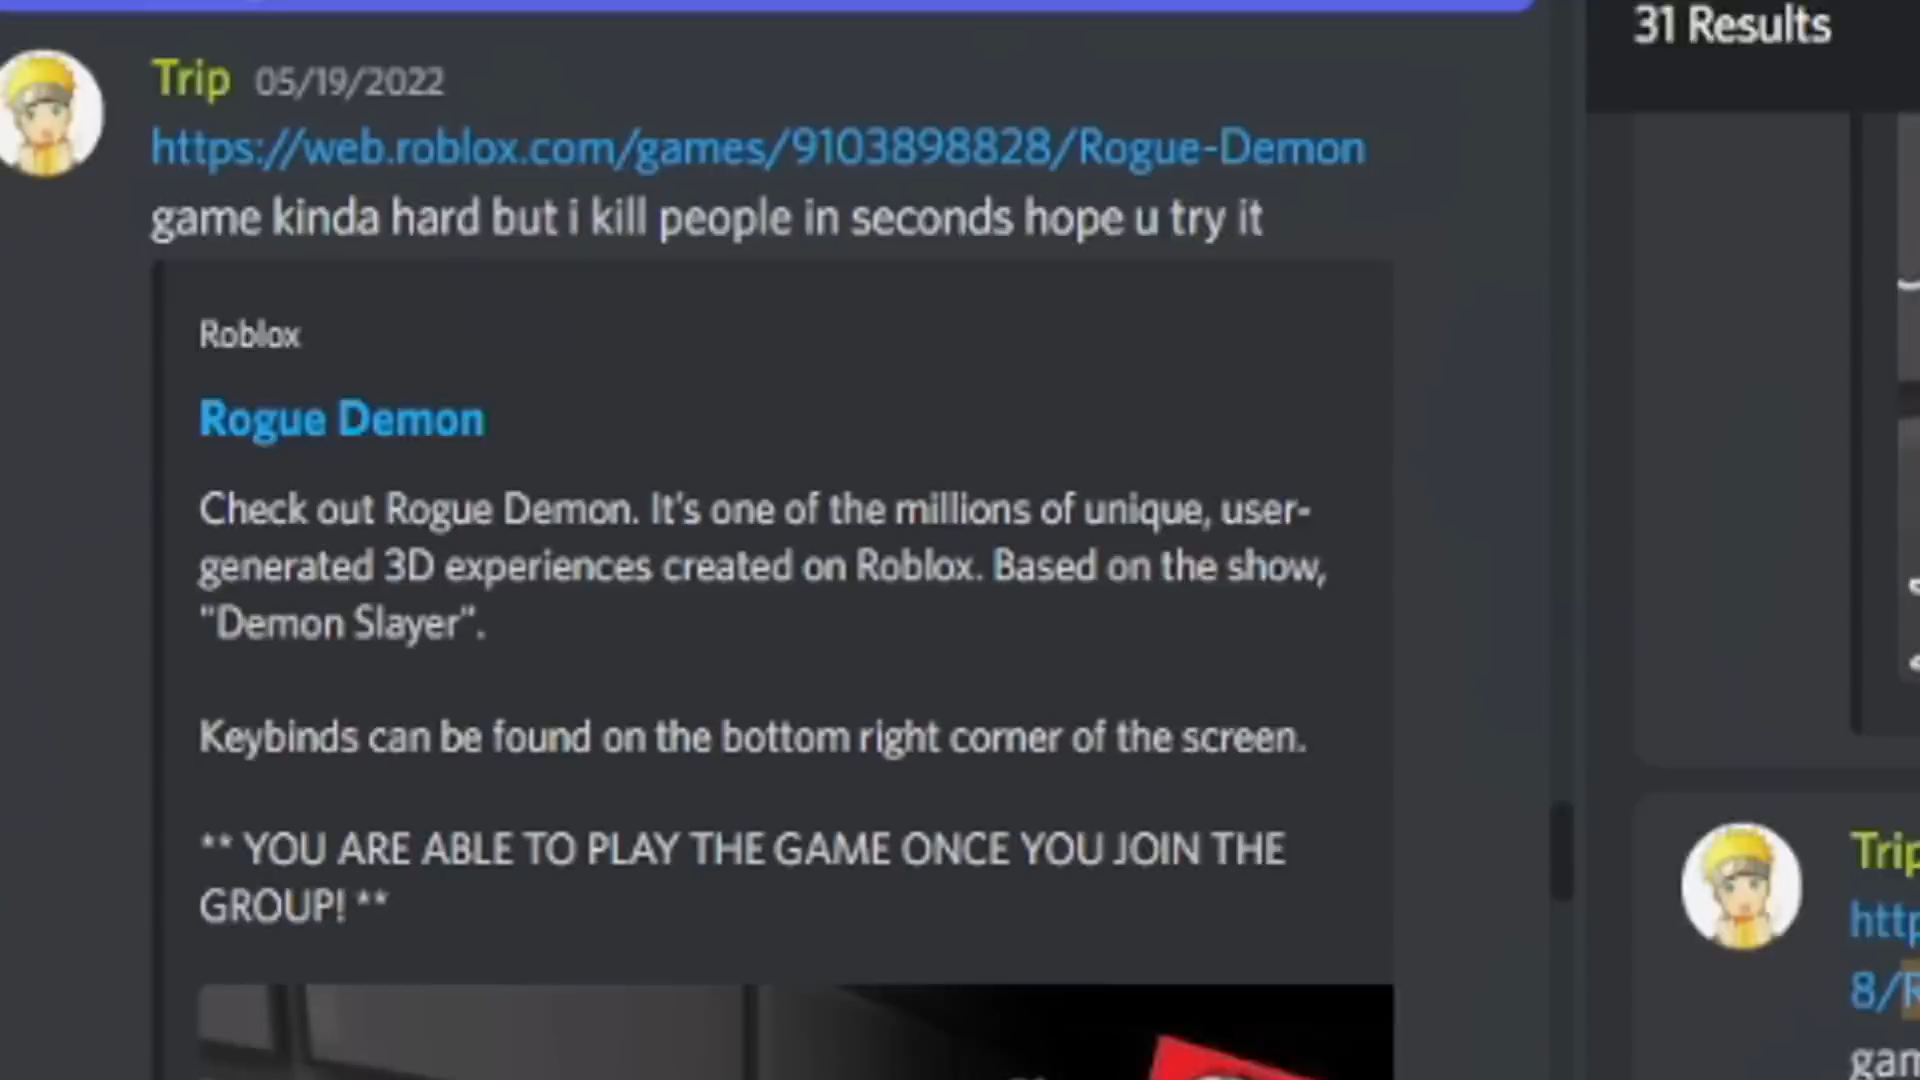 31 Results
Trip 05/19/2022
https://web.roblox.com/games/9103898828/Rogue-Demon
game kinda hard but i kill people in seconds hope u try it
Roblox
Rogue Demon
Check out Rogue Demon. It's one of the millions of unique, user-
generated 3D experiences created on Roblox. Based on the show,
"Demon Slayer".
Keybinds can be found on the bottom right corner of the screen.
** YOU ARE ABLE TO PLAY THE GAME ONCE YOU JOIN THE
GROUP! **
Trip
http
8/R
gam